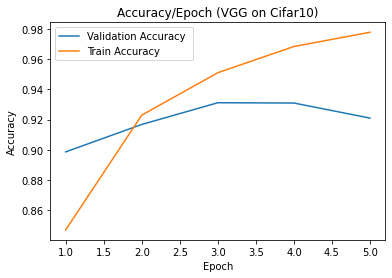 Accuracy/Epoch (VGG on Cifar10)
Validation Accuracy
Train Accuracy
0.98
0.96
0.94
0.92
0.90
0.88
0.86
Accuracy
1.0 1.5 2.0 2.5 3.0 3.5 4.0 4.5 5.0
Epoch